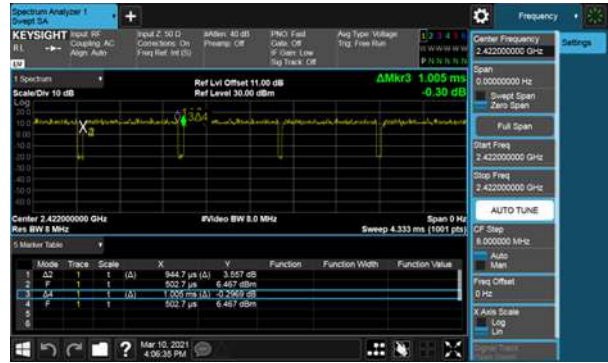 Spectrum Analyzer 1
Swept SA
+
Frequency
KEYSIGHT Input: RF Input Z: 50 Ω #Atten: 40 dB PNO: Fast Avg Type: Voltage 1 2 3 4 5 6
RL Coupling: AC Corrections: On Preamp: Off Gate: Off Trig: Free Run
Align: Auto Freq Ref: Int (S) IF Gain: Low
Sig Track: Off
Center Frequency
2.422000000 GHz
Settings
1 Spectrum
Ref Lvl Offset 11.00 dB
ΔMkr3 1.005 ms
Scale/Div 10 dB
Ref Level 30.00 dBm
-0.30 dB
Span
0.00000000 Hz
Swept Span
Zero Span
Full Span
Start Freq
2.422000000 GHz
Stop Freq
2.422000000 GHz
AUTO TUNE
CF Step
8.000000 MHz
Auto
Man
Freq Offset
0 Hz
X Axis Scale
Log
Lin
Log
Center 2.422000000 GHz #Video BW 8.0 MHz Span 0 Hz
Res BW 8 MHz Sweep 4.333 ms (1001 pts)
5 Marker Table
Mode Trace Scale X Y Function Function Width Function Value
1 Δ2 1 t (Δ) 944.7 μs (Δ) 3.557 dB
2 F 1 t 502.7 μs 6.467 dBm
3 Δ4 1 t (Δ) 1.005 ms (Δ) -0.2969 dB
4 F 1 t 502.7 μs 6.467 dBm
5
6
? Mar 10, 2021
4:06:35 PM